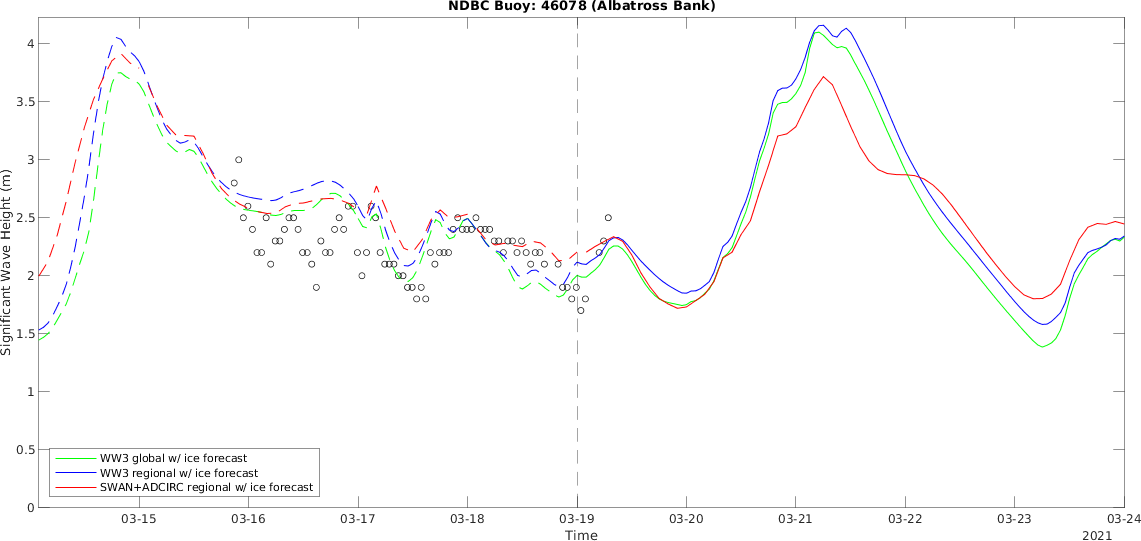 NDBC Buoy: 46078 (Albatross Bank)
Significant Wave Height (m)
4
3.5
3
2.5
2
1.5
1
0.5
0
WW3 global w/ ice forecast
WW3 regional w/ ice forecast
SWAN+ADCIRC regional w/ ice forecast
03-15 03-16 03-17 03-18 03-19 03-20 03-21 03-22 03-23 03-24
Time
2021